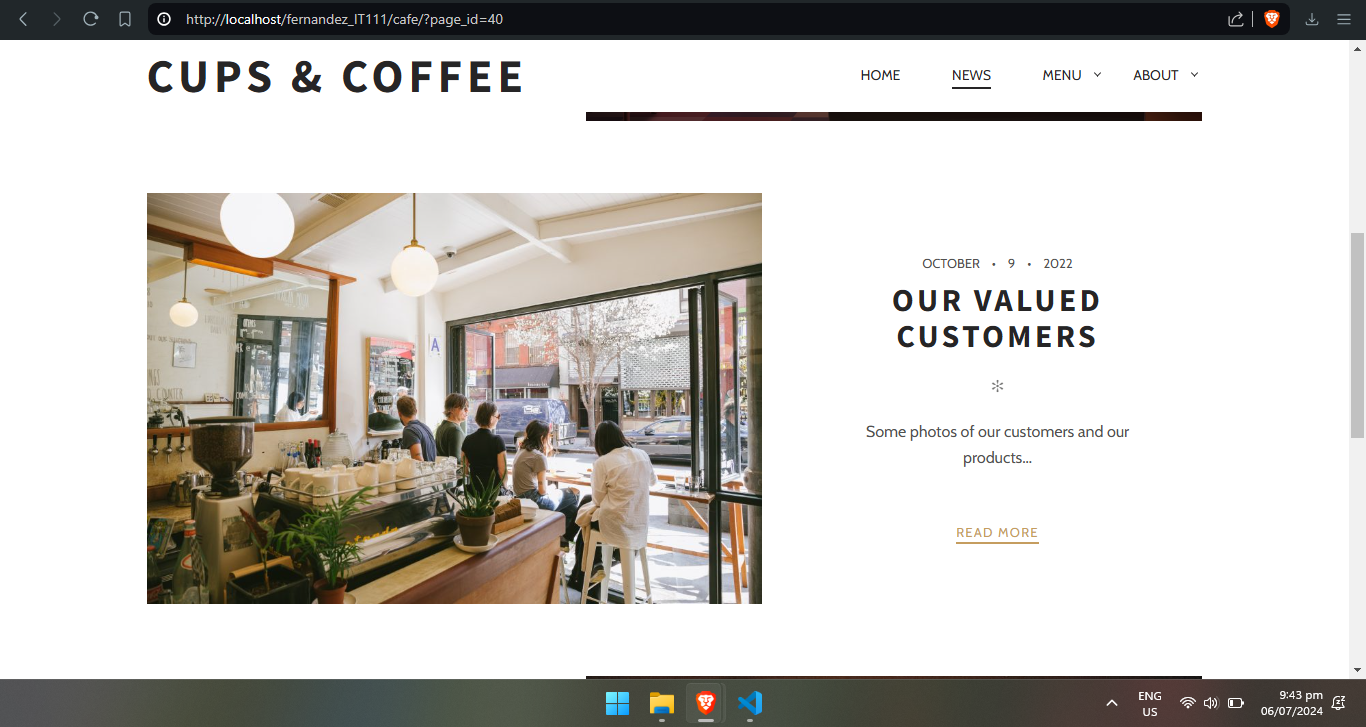 http://localhost/fernandez_IT111/cafe/?page_id=40
CUPS & COFFEE
HOME NEWS MENU ABOUT
A
OCTOBER • 9 • 2022
OUR VALUED
CUSTOMERS
✻
Some photos of our customers and our
products...
READ MORE
ENG
US
9:43 pm
06/07/2024